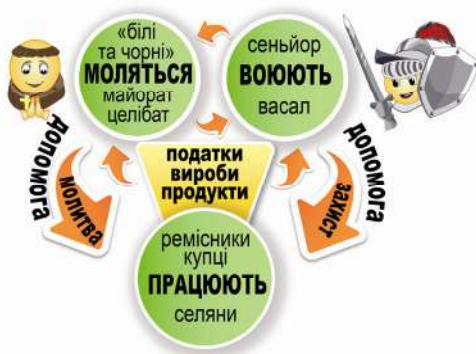 «білі
та чорні»
МОЛЯТЬСЯ
майорат
целібат
сеньйор
ВОЮЮТЬ
васал
допомога
молитва
податки
вироби
продукти
допомога
захист
ремісники
купці
ПРАЦЮЮТЬ
селяни